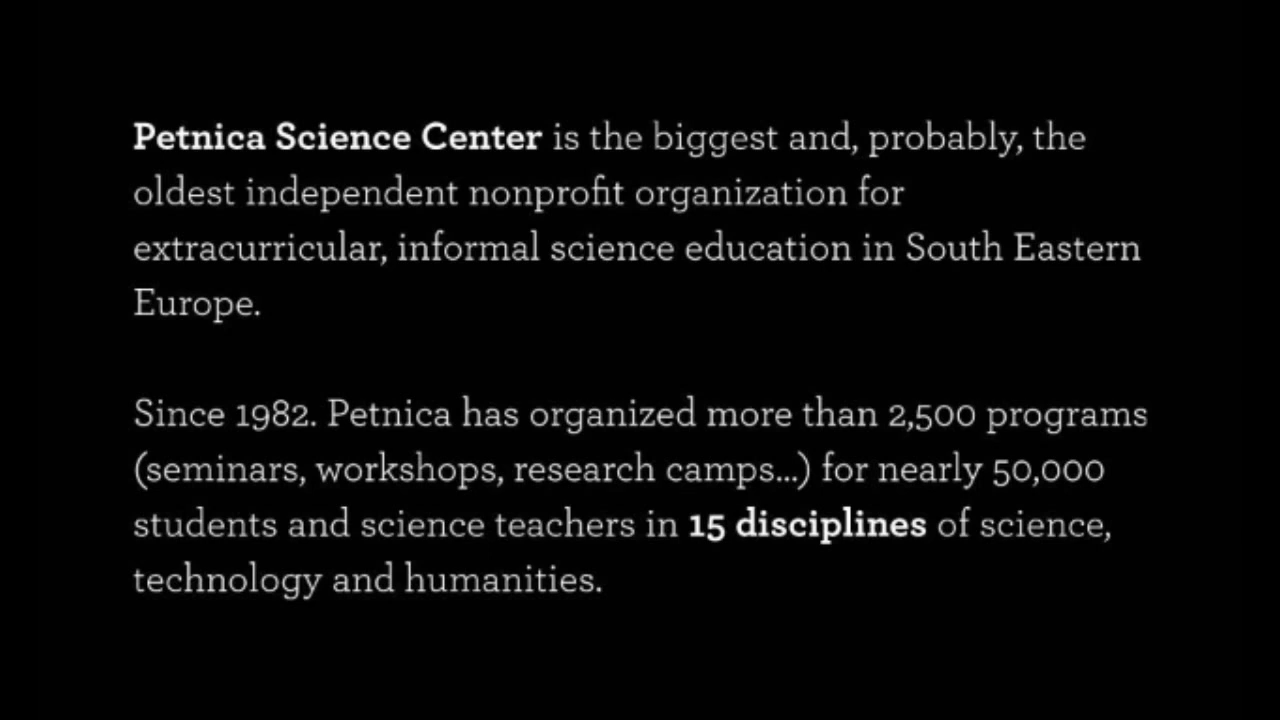 Petnica Science Center is the biggest and, probably, the
oldest independent nonprofit organization for
extracurricular, informal science education in South Eastern
Europe.
Since 1982. Petnica has organized more than 2,500 programs
(seminars, workshops, research camps...) for nearly 50,000
students and science teachers in 15 disciplines of science,
technology and humanities.